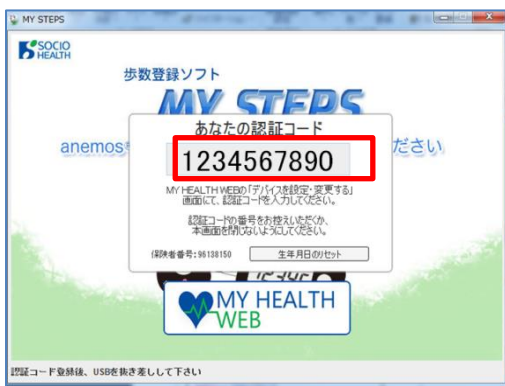 MY STEPS
SOCIO
HEALTH
歩数登録ソフト
MY STEPS
anemos
ださい
あなたの認証コード
1234567890
MY HEALTH WEBの「デバイスを設定・変更する」
画面にて、認証コードを入力してください。
認証コードの番号をお控えいただくか、
本画面を閉じないようにしてください。
保険者番号:96138150
生年月日のリセット
MY HEALTH
WEB
認証コード登録後、USBを抜き差しして下さい